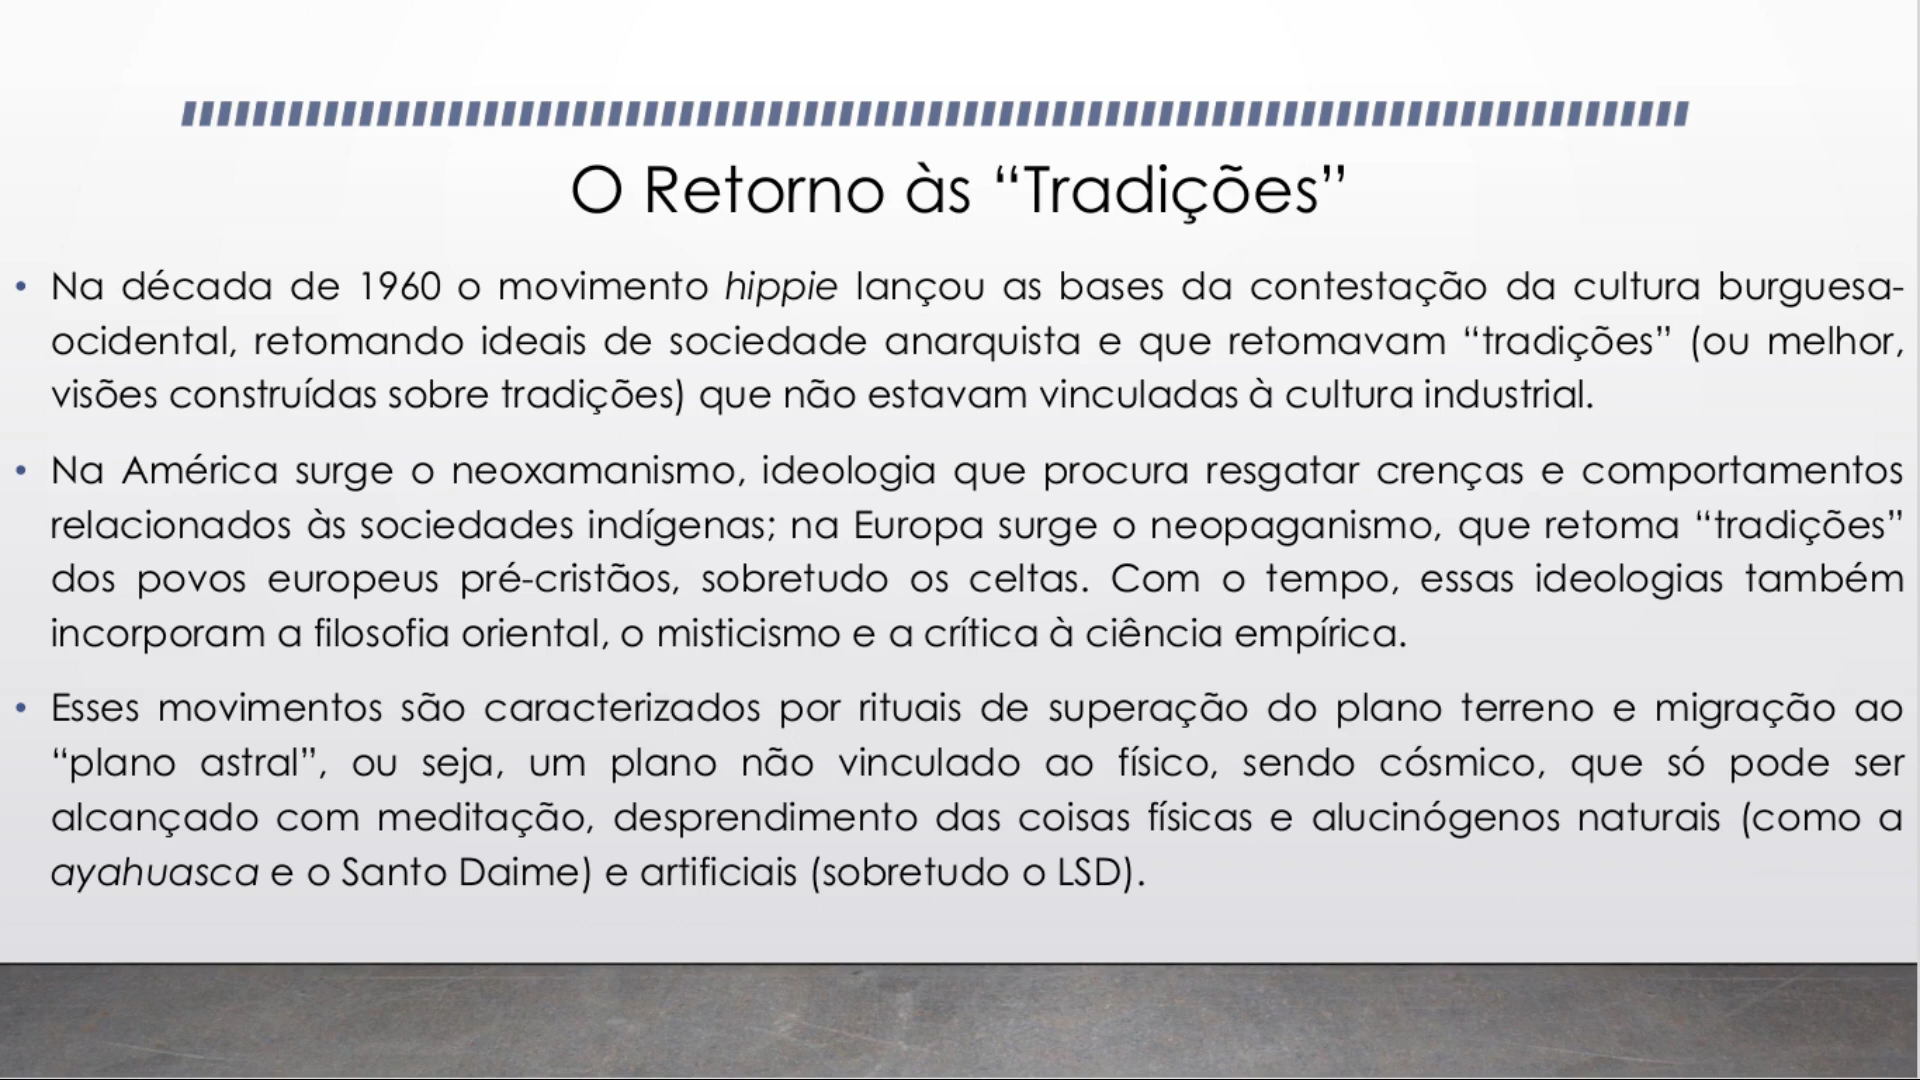 O Retorno às “Tradições”
• Na década de 1960 o movimento hippie lançou as bases da contestação da cultura burguesa-
ocidental, retomando ideais de sociedade anarquista e que retomavam “tradições” (ou melhor,
visões construídas sobre tradições) que não estavam vinculadas à cultura industrial.
• Na América surge o neoxamanismo, ideologia que procura resgatar crenças e comportamentos
relacionados às sociedades indígenas; na Europa surge o neopaganismo, que retoma “tradições”
dos povos europeus pré-cristãos, sobretudo os celtas. Com o tempo, essas ideologias também
incorporam a filosofia oriental, o misticismo e a crítica à ciência empírica.
• Esses movimentos são caracterizados por rituais de superação do plano terreno e migração ao
“plano astral”, ou seja, um plano não vinculado ao físico, sendo cósmico, que só pode ser
alcançado com meditação, desprendimento das coisas físicas e alucinógenos naturais (como a
ayahuasca e o Santo Daime) e artificiais (sobretudo o LSD).